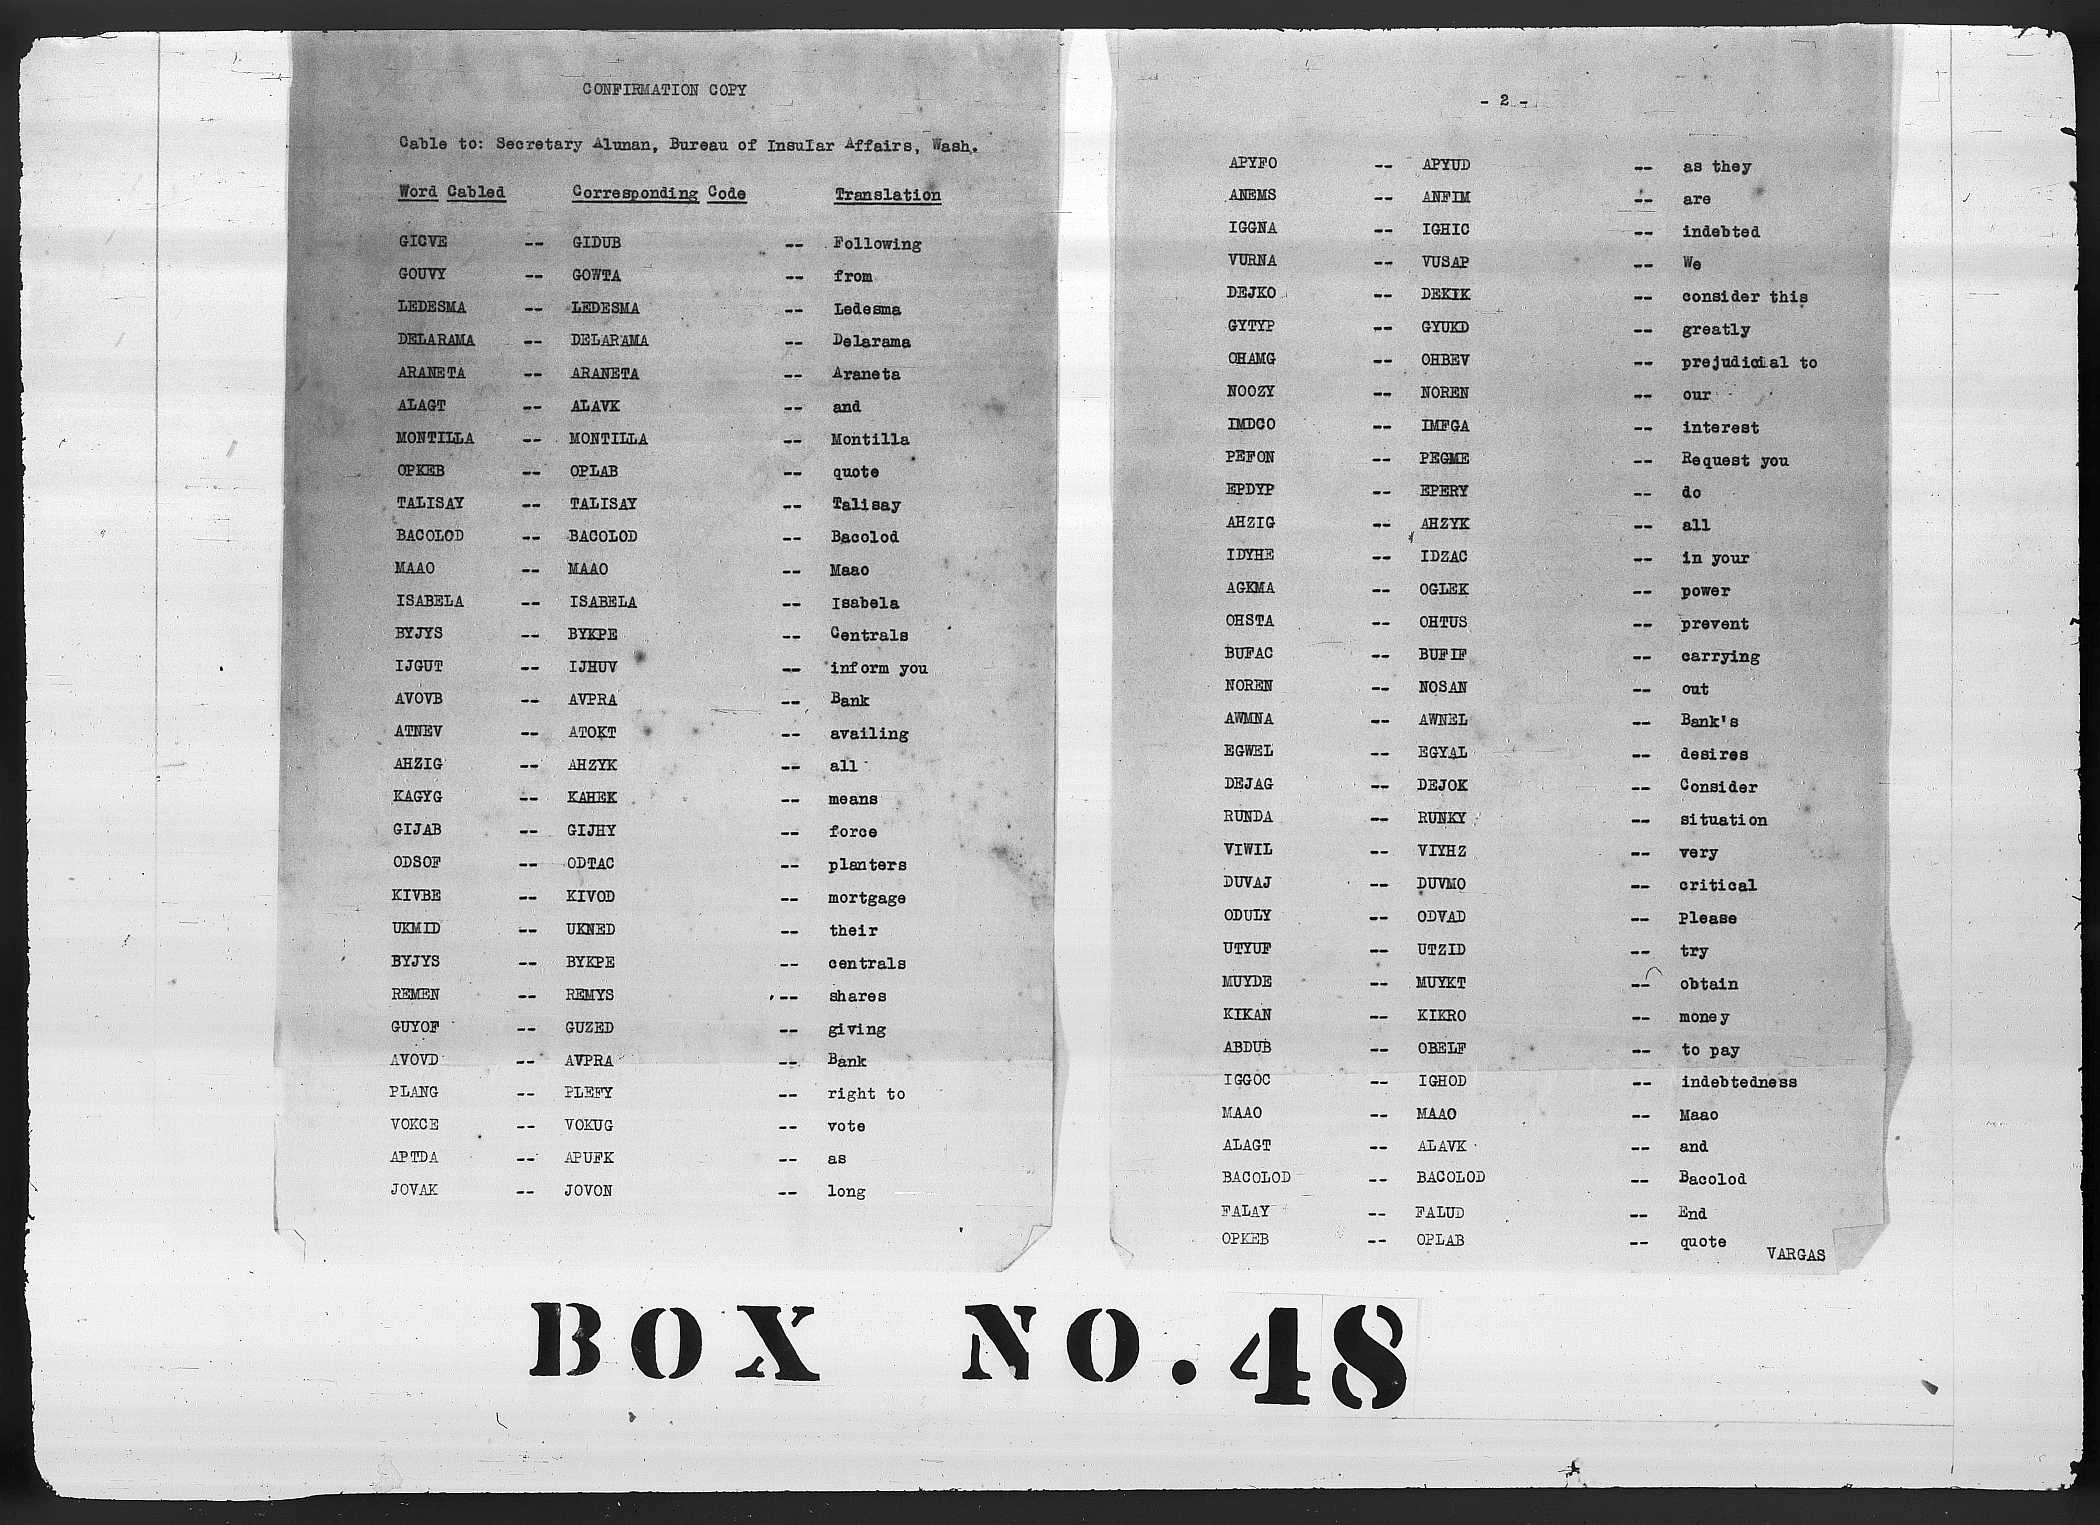 CONFIRMATION COPY
Cable to: Secretary Alunan, Bureau of Insular Affairs, Wash.
Word Cabled Corresponding Code Translation
GICVE -- GIDUB -- Following
GOUVY -- GOWTA -- from
LEDESMA -- LEDESMA -- Ledesma
DELARAMA -- DELARAMA -- Delarama
ARANETA -- ARANETA -- Araneta
ALAGT -- ALAVK -- and
MONTILLA -- MONTILLA -- Montilla
OPKEB -- OPLAB -- quote
TALISAY -- TALISAY -- Talisay
BACOLOD -- BACOLOD -- Bacolod
MAAO -- MAAO -- Maao
ISABELA -- ISABELA -- Isabela
BYJYS -- BYKPE -- Centrals
IJGUT -- IJHUV -- inform you
AVOVB -- AVPRA -- Bank
ATNEV -- ATOKT -- availing
AHZIG -- AHZYK -- all
KAGYG -- KAHEK -- means
GIJAB -- GIJHY -- force
ODSOF -- ODTAC -- planters
KIVBE -- KIVOD -- mortgage
UKMID -- UKNED -- their
BYJYS -- BYKPE -- centrals
REMEN -- REMYS -- shares
GUYOF -- GUZED -- giving
AVOVD -- AVPRA -- Bank
PLANG -- PLEFY -- right to
VOKCE -- VOKUG -- vote
APTDA -- APUFK -- as
JOVAK -- JOVON -- long
- 2 -
APYFO -- APYUD -- as they
ANEMS -- ANFIM -- are
IGGNA -- IGHIC -- indebted
VURNA -- VUSAP -- We
DEJKO -- DEKIK -- consider this
GYTYP -- GYUKD -- greatly
OHAMG -- OHBEV -- prejudicial to
NOOZY -- NOREN -- our
IMDCO -- IMFGA -- interest
PEFON -- PEGME -- Request you
EPDYP -- EPERY -- do
AHZIG -- AHZYK -- all
IDYHE -- IDZAC -- in your
AGKMA -- OGLEK -- power
OHSTA -- OHTUS -- prevent
BUFAC -- BUFIF -- carrying
NOREN -- NOSAN -- out
AWMNA -- AWNEL -- Bank's
EGWEL -- EGYAL -- desires
DEJAG -- DEJOK -- Consider
RUNDA -- RUNKY -- situation
VIWIL -- VIYHZ -- very
DUVAJ -- DUVMO -- critical
ODULY -- ODVAD -- Please
UTYUF -- UTZID -- try
MUYDE -- MUYKT -- obtain
KIKAN -- KIKRO -- money
ABDUB -- OBELF -- to pay
IGGOC -- IGHOD -- indebtedness
MAAO -- MAAO -- Maao
ALAGT -- ALAVK -- and
BACOLOD -- BACOLOD -- Bacolod
FALAY -- FALUD -- End
OPKEB -- OPLAB -- quote
VARGAS
BOX NO.48